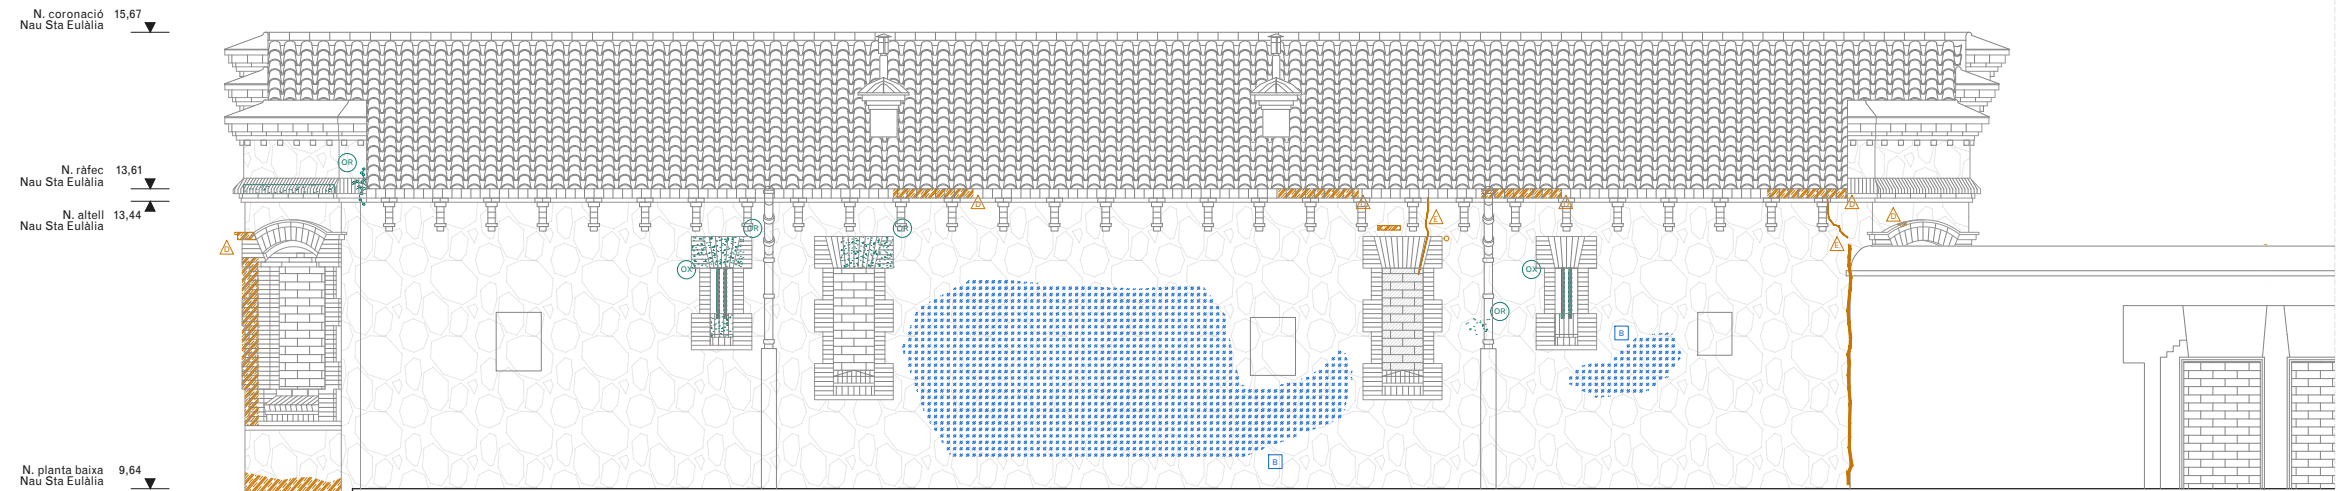 N. coronació 15,67
Nau Sta Eulàlia
OR
N. ràfec 13,61
Nau Sta Eulàlia
D
D
D
D
D
N. altell 13,44
Nau Sta Eulàlia
E
OR
OR
D
E
OX
OX
OR
B
B
N. planta baixa 9,64
Nau Sta Eulàlia